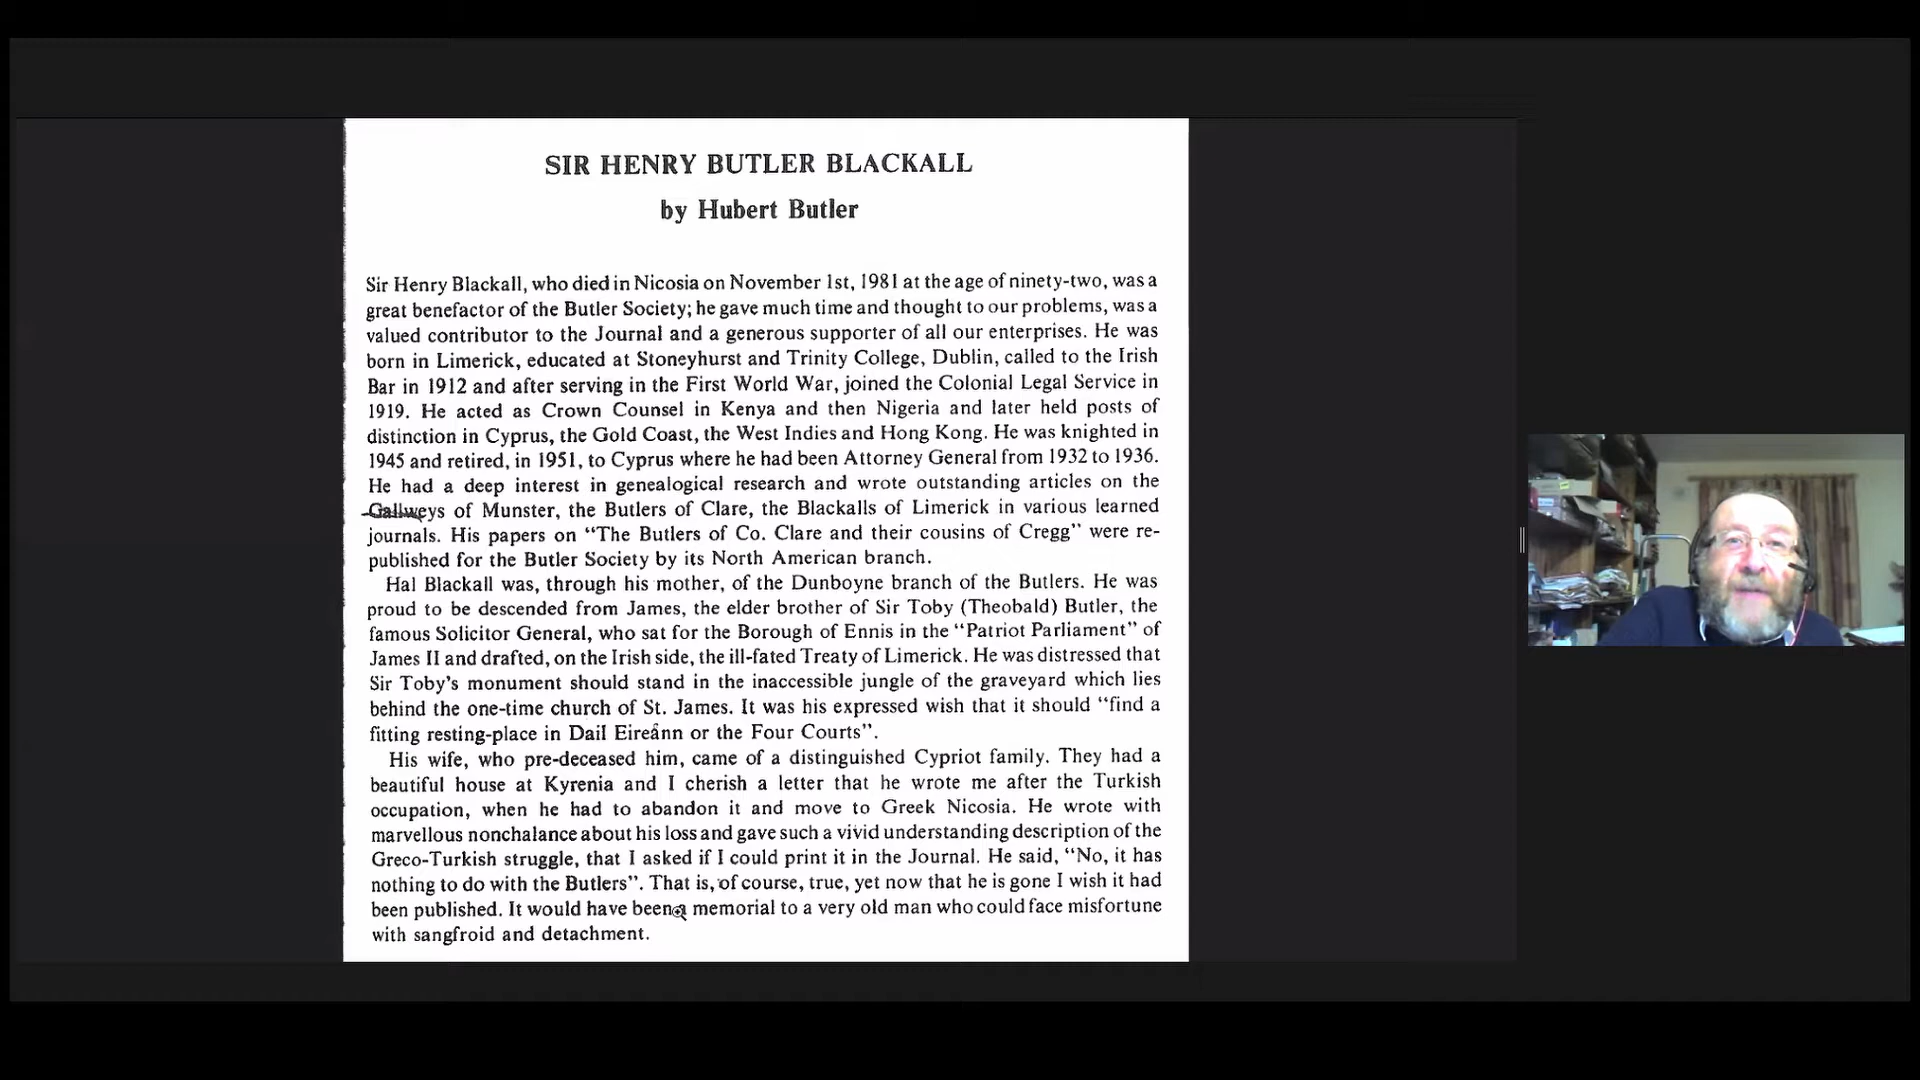 SIR HENRY BUTLER BLACKALL
by Hubert Butler
Sir Henry Blackall, who died in Nicosia on November 1st, 1981 at the age of ninety-two, was a
great benefactor of the Butler Society; he gave much time and thought to our problems, was a
valued contributor to the Journal and a generous supporter of all our enterprises. He was
born in Limerick, educated at Stoneyhurst and Trinity College, Dublin, called to the Irish
Bar in 1912 and after serving in the First World War, joined the Colonial Legal Service in
1919. He acted as Crown Counsel in Kenya and then Nigeria and later held posts of
distinction in Cyprus, the Gold Coast, the West Indies and Hong Kong. He was knighted in
1945 and retired, in 1951, to Cyprus where he had been Attorney General from 1932 to 1936.
He had a deep interest in genealogical research and wrote outstanding articles on the
Gallweys of Munster, the Butlers of Clare, the Blackalls of Limerick in various learned
journals. His papers on “The Butlers of Co. Clare and their cousins of Cregg” were re-
published for the Butler Society by its North American branch.
Hal Blackall was, through his mother, of the Dunboyne branch of the Butlers. He was
proud to be descended from James, the elder brother of Sir Toby (Theobald) Butler, the
famous Solicitor General, who sat for the Borough of Ennis in the “Patriot Parliament” of
James II and drafted, on the Irish side, the ill-fated Treaty of Limerick. He was distressed that
Sir Toby’s monument should stand in the inaccessible jungle of the graveyard which lies
behind the one-time church of St. James. It was his expressed wish that it should “find a
fitting resting-place in Dail Eireánn or the Four Courts”.
His wife, who pre-deceased him, came of a distinguished Cypriot family. They had a
beautiful house at Kyrenia and I cherish a letter that he wrote me after the Turkish
occupation, when he had to abandon it and move to Greek Nicosia. He wrote with
marvellous nonchalance about his loss and gave such a vivid understanding description of the
Greco-Turkish struggle, that I asked if I could print it in the Journal. He said, “No, it has
nothing to do with the Butlers”. That is, of course, true, yet now that he is gone I wish it had
been published. It would have been a memorial to a very old man who could face misfortune
with sangfroid and detachment.